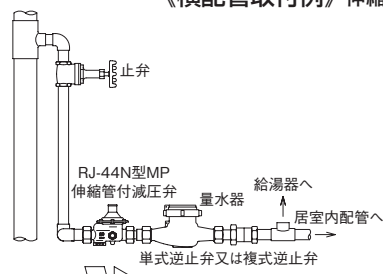 《横配管取付例》伸縮
止弁
RJ-44N型MP
伸縮管付減圧弁
量水器
給湯器へ
居室内配管へ
単式逆止弁又は複式逆止弁